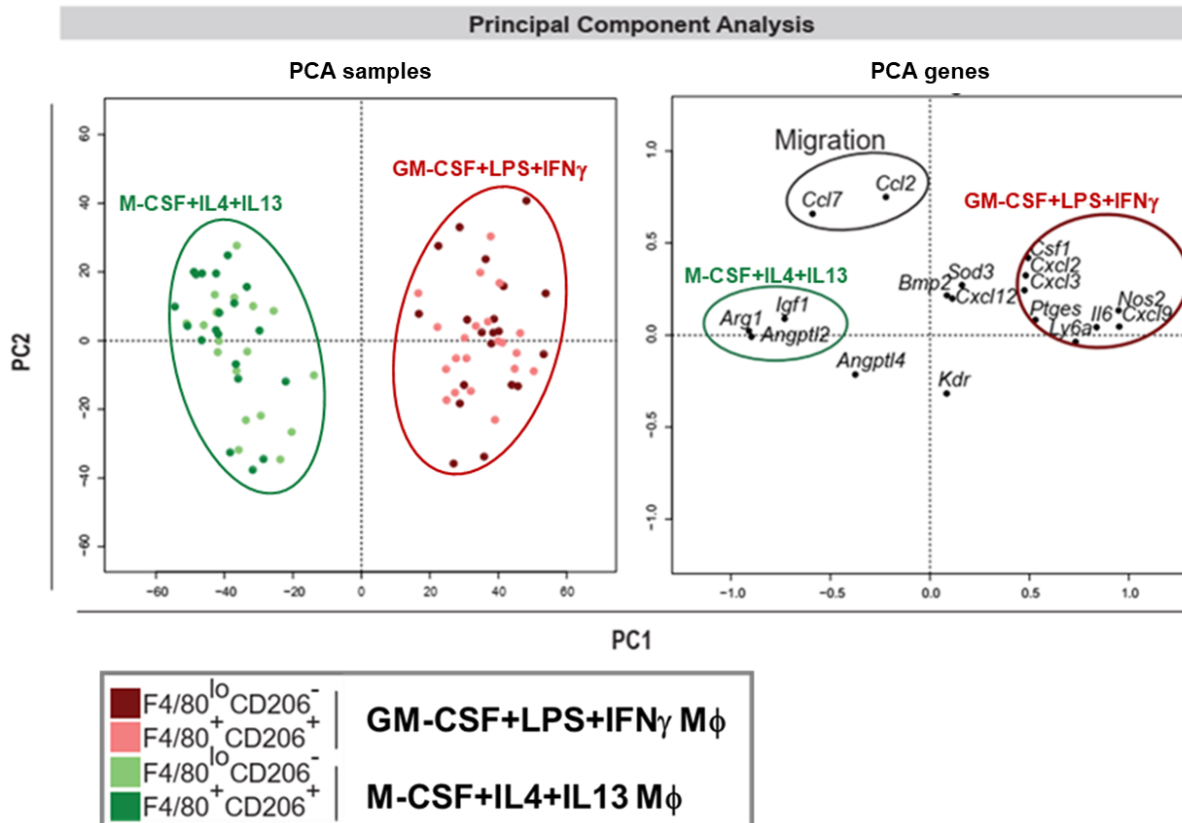 Principal Component Analysis
PCA samples
PCA genes
PC2
60
40
20
0
−20
−40
−60
M-CSF+IL4+IL13
GM-CSF+LPS+IFNγ
−60
−40
−20
0
20
40
60
1.0
0.5
0.0
−0.5
−1.0
Migration
Ccl7
Ccl2
GM-CSF+LPS+IFNγ
Csf1
Cxcl2
Cxcl3
Sod3
Bmp2
Cxcl12
M-CSF+IL4+IL13
Igf1
Arg1
Angptl2
Ptges
Il6
Nos2
Cxcl9
Ly6a
Angptl4
Kdr
−1.0
−0.5
0.0
0.5
1.0
PC1
F4/80loCD206-
F4/80+CD206+
GM-CSF+LPS+IFNγ Mϕ
F4/80loCD206-
F4/80+CD206+
M-CSF+IL4+IL13 Mϕ